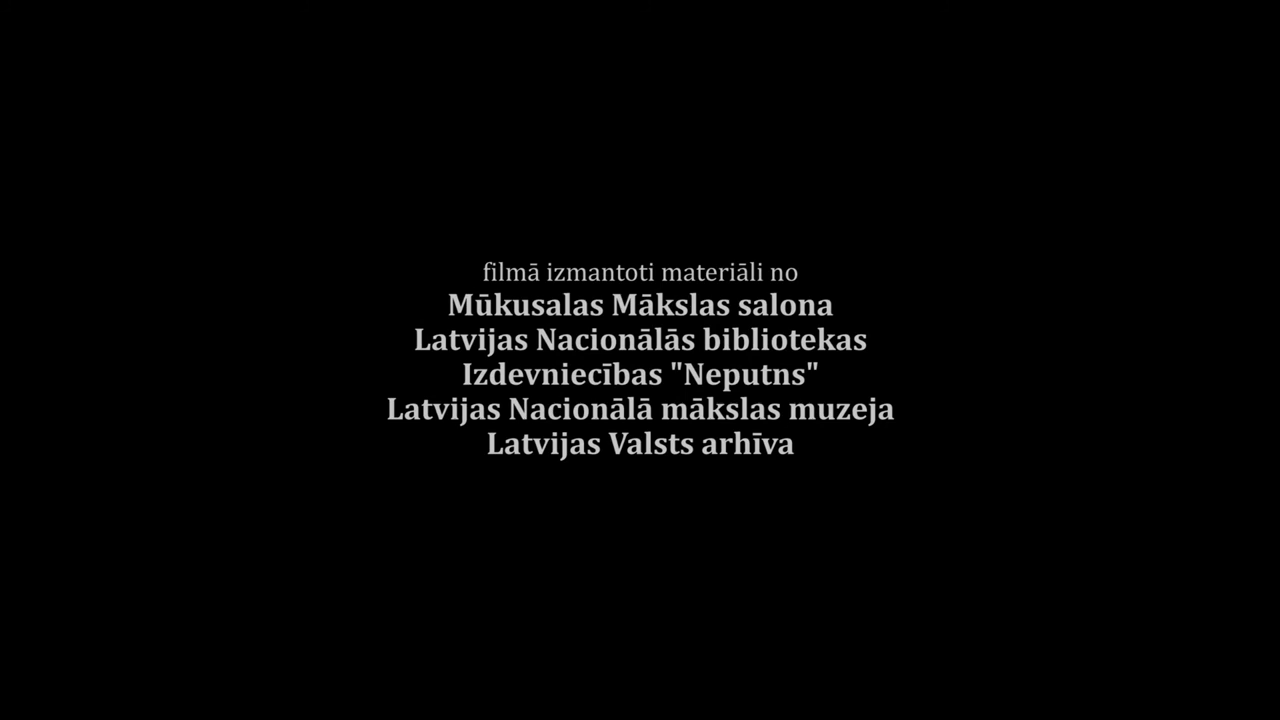 filmā izmantoti materiāli no
Mūkusalas Mākslas salona
Latvijas Nacionālās bibliotekas
Izdevniecības "Neputns"
Latvijas Nacionālā mākslas muzeja
Latvijas Valsts arhīva